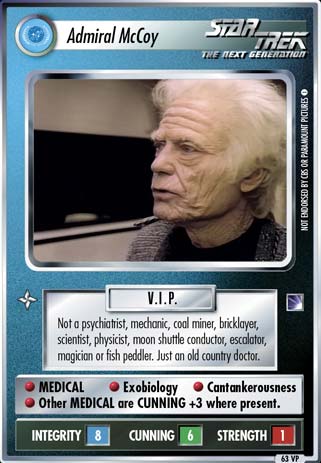 Admiral McCoy
STAR TREK
THE NEXT GENERATION
NOT ENDORSED BY CBS OR PARAMOUNT PICTURES
V.I.P.
Not a psychiatrist, mechanic, coal miner, bricklayer,
scientist, physicist, moon shuttle conductor, escalator,
magician or fish peddler. Just an old country doctor.
MEDICAL Exobiology Cantankerousness
Other MEDICAL are CUNNING +3 where present.
INTEGRITY 8 CUNNING 6 STRENGTH 1
63 VP